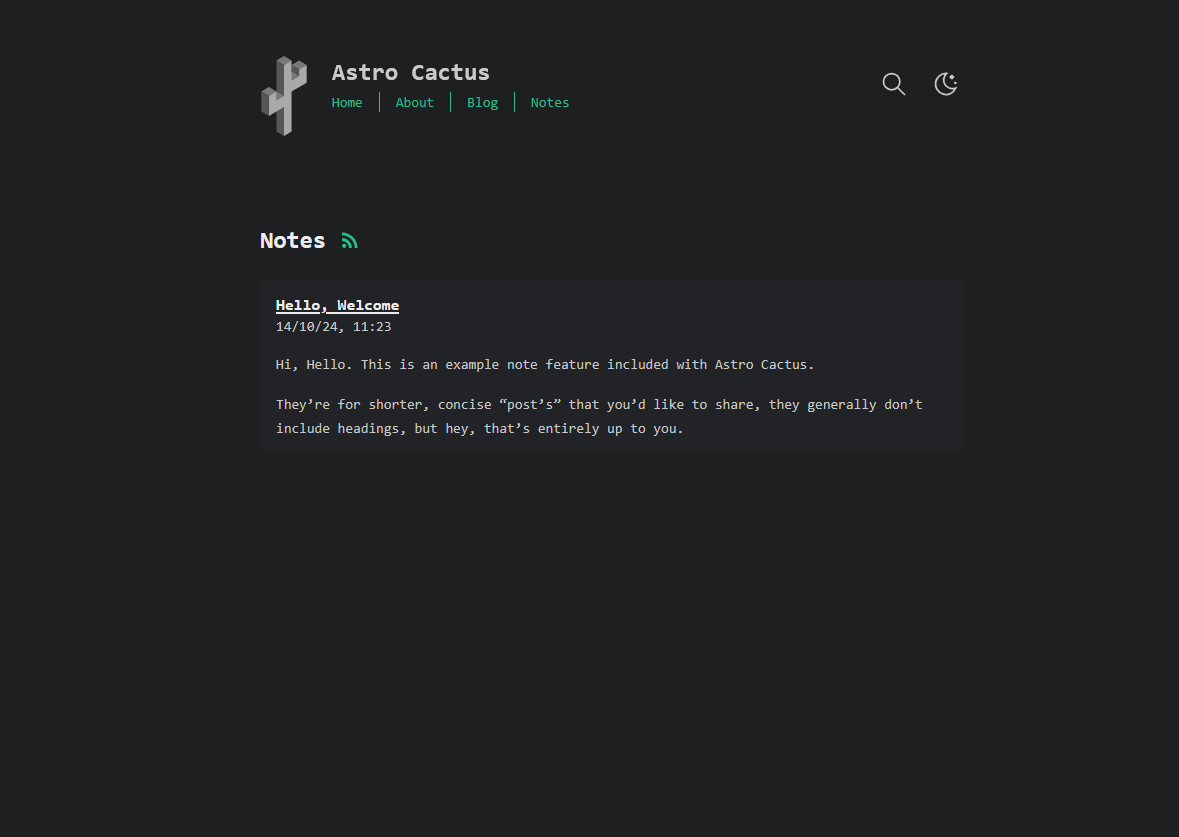 Astro Cactus
Home
About
Blog
Notes
Notes
Hello, Welcome
14/10/24, 11:23
Hi, Hello. This is an example note feature included with Astro Cactus.
They’re for shorter, concise “post’s” that you’d like to share, they generally don’t
include headings, but hey, that’s entirely up to you.